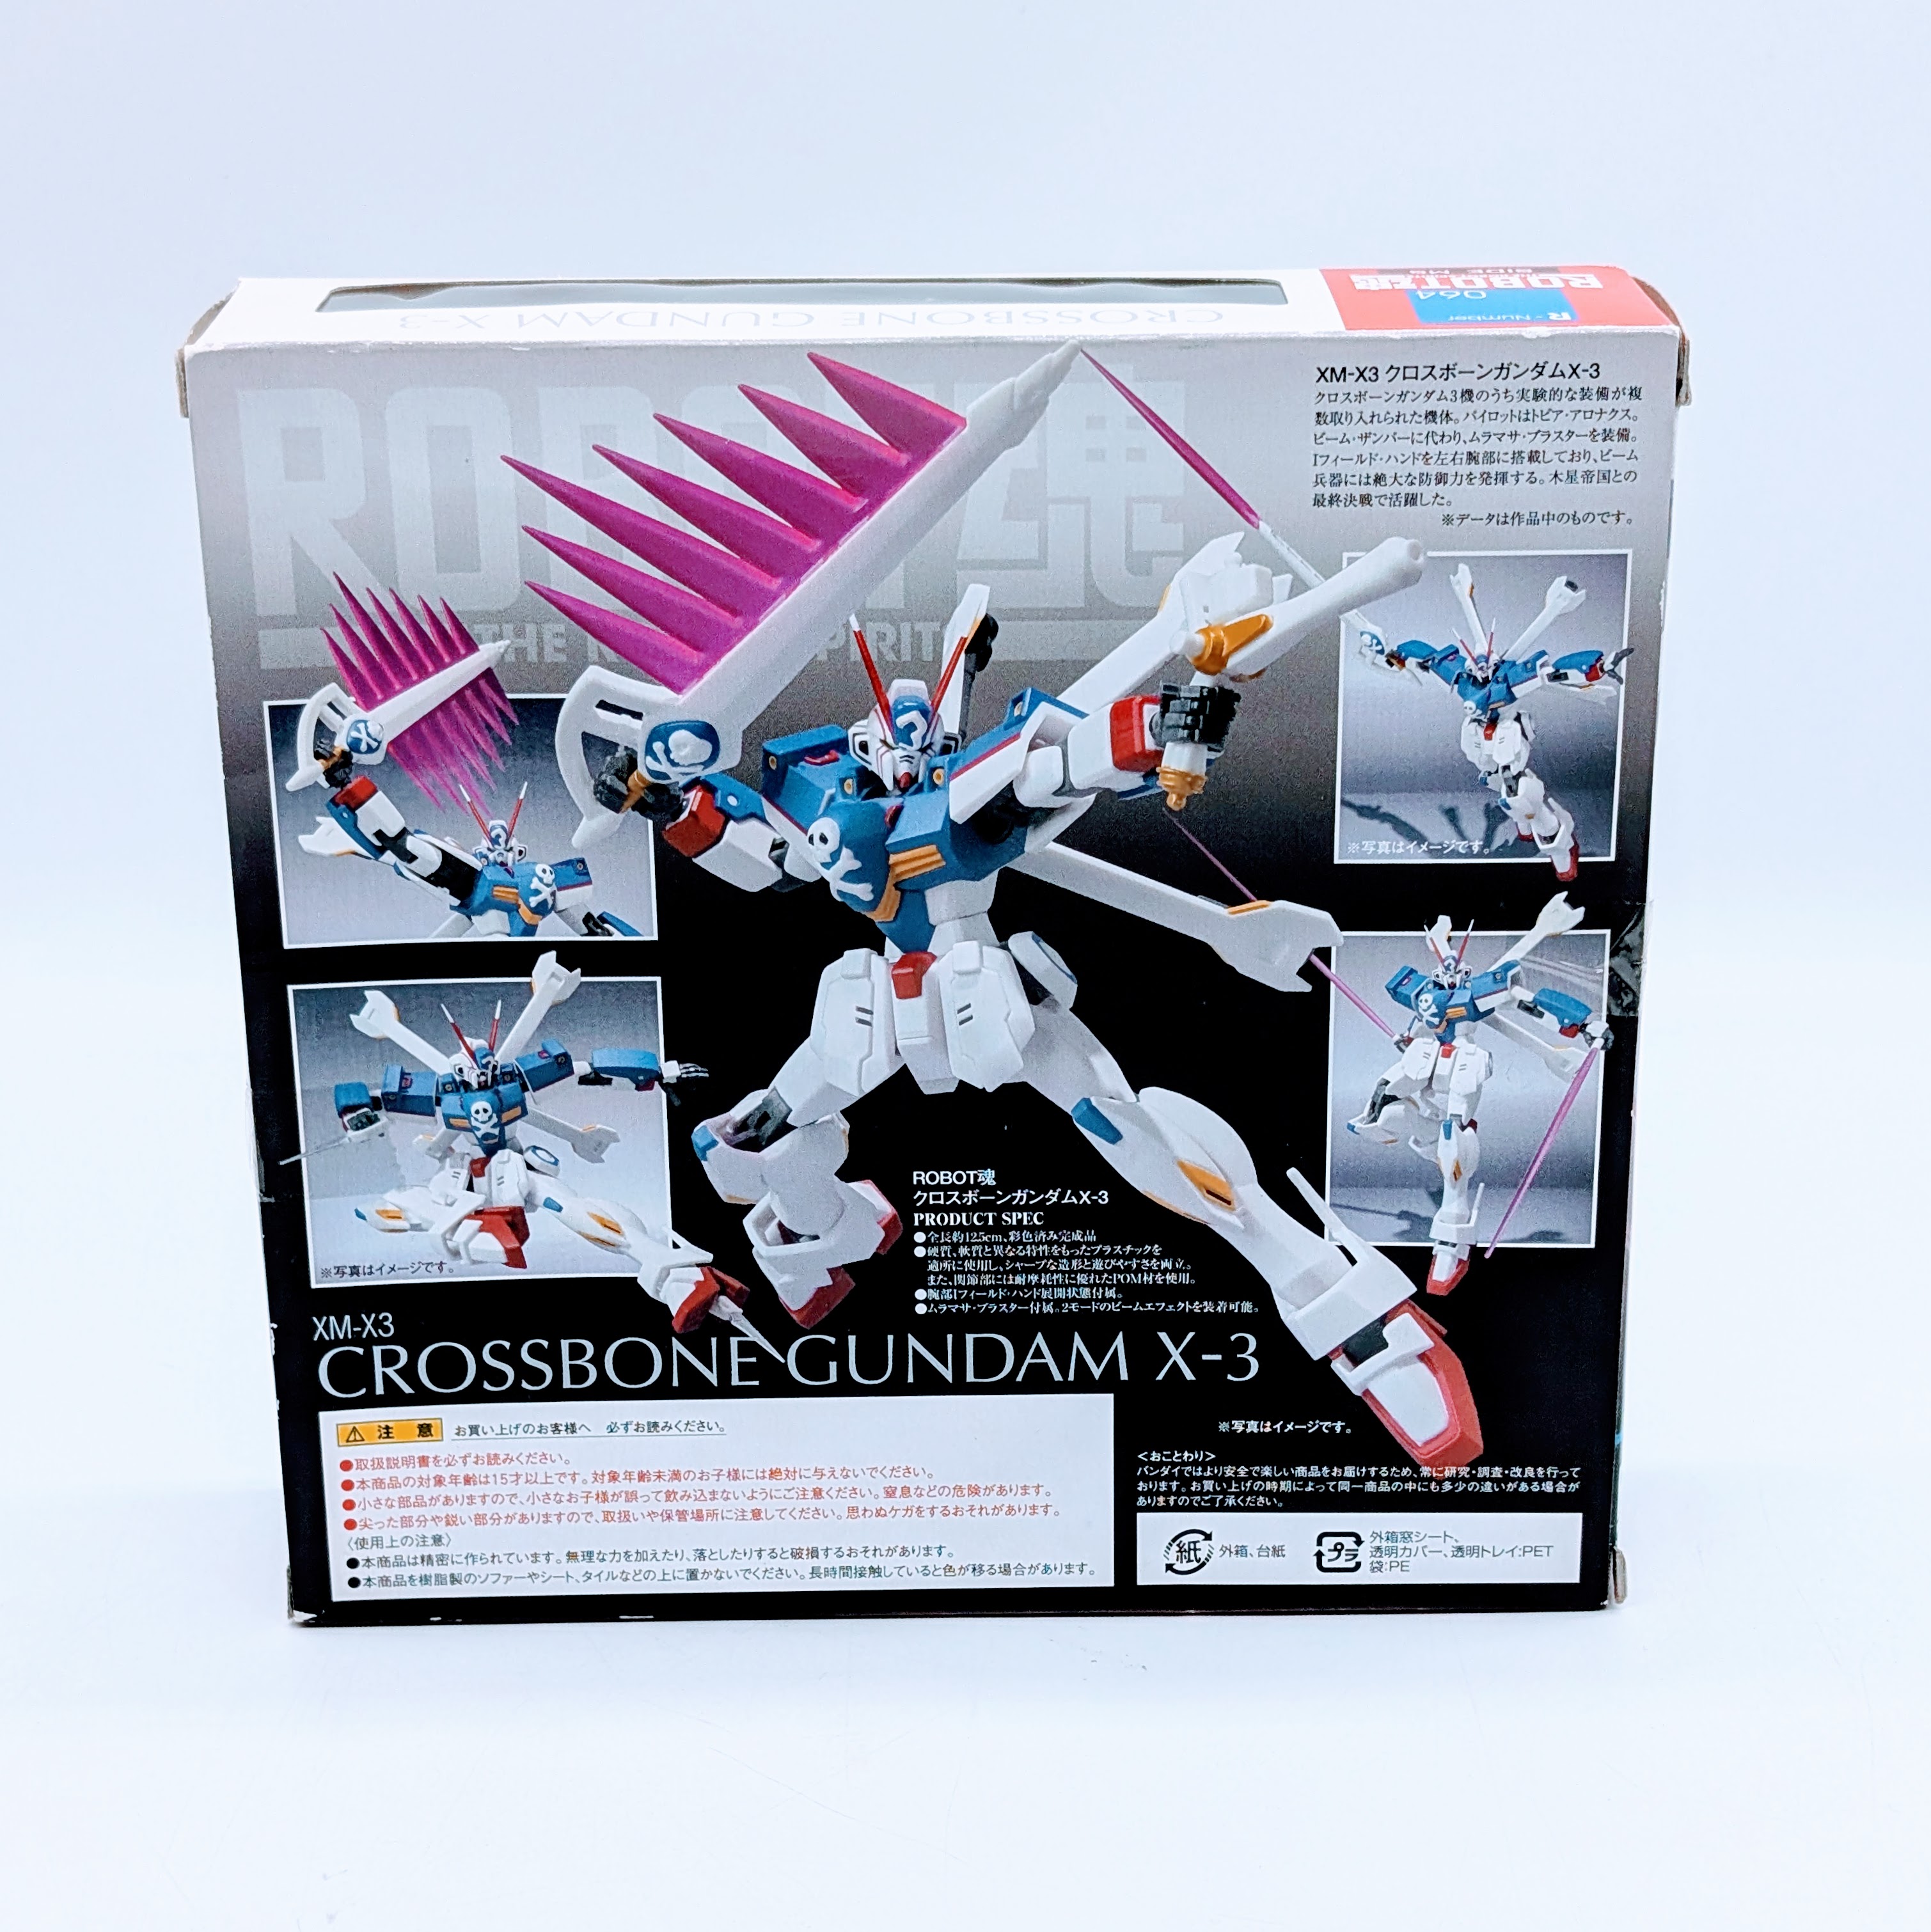 CROSSBONE GUNDAM X-3
SIDE MS
ROBOT魂
064
R-Number
ROBOT魂
THE ROBOT SPIRITS
XM-X3 クロスボーンガンダムX-3
クロスボーンガンダム3機のうち実験的な装備が複
数取り入れられた機体。パイロットはトビア・アロナクス。
ビーム・ザンバーに代わり、ムラマサ・ブラスターを装備。
Iフィールド・ハンドを左右腕部に搭載しており、ビーム
兵器には絶大な防御力を発揮する。木星帝国との
最終決戦で活躍した。
※データは作品中のものです。
3
※写真はイメージです。
※写真はイメージです。
ROBOT魂
クロスボーンガンダムX-3
PRODUCT SPEC
●全長約12.5cm、彩色済み完成品
●硬質、軟質と異なる特性をもったプラスチックを
適所に使用し、シャープな造形と遊びやすさを両立。
また、関節部には耐摩耗性に優れたPOM材を使用。
●腕部Iフィールド・ハンド展開状態付属。
●ムラマサ・ブラスター付属。2モードのビームエフェクトを装着可能。
XM-X3
CROSSBONE GUNDAM X-3
注意 お買い上げのお客様へ 必ずお読みください。
●取扱説明書を必ずお読みください。
●本商品の対象年齢は15才以上です。対象年齢未満のお子様には絶対に与えないでください。
●小さな部品がありますので、小さなお子様が誤って飲み込まないようにご注意ください。窒息などの危険があります。
●尖った部分や鋭い部分がありますので、取扱いや保管場所に注意してください。思わぬケガをするおそれがあります。
〈使用上の注意〉
●本商品は精密に作られています。無理な力を加えたり、落としたりすると破損するおそれがあります。
●本商品を樹脂製のソファーやシート、タイルなどの上に置かないでください。長時間接触していると色が移る場合があります。
※写真はイメージです。
<おことわり>
バンダイではより安全で楽しい商品をお届けするため、常に研究・調査・改良を行って
おります。お買い上げの時期によって同一商品の中にも多少の違いがある場合が
ありますのでご了承ください。
紙 外箱、台紙
プラ 外箱窓シート、
透明カバー、透明トレイ:PET
袋:PE